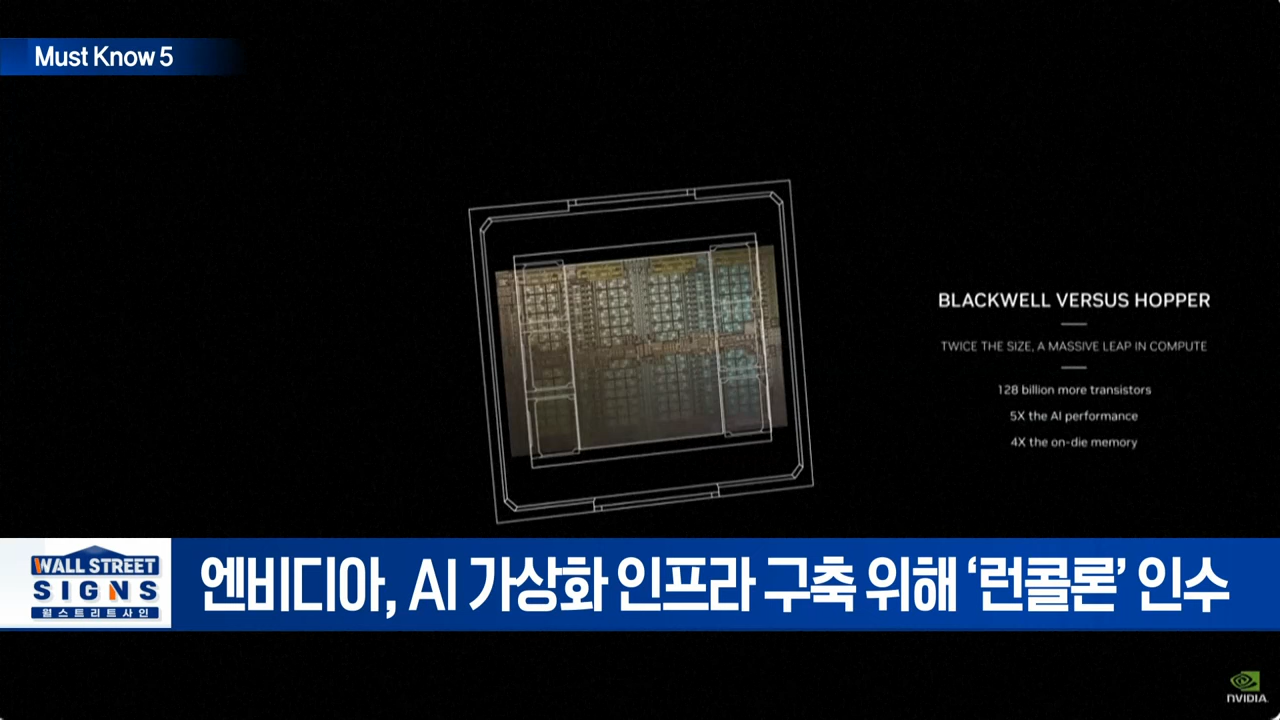 Must Know 5
BLACKWELL VERSUS HOPPER
TWICE THE SIZE, A MASSIVE LEAP IN COMPUTE
128 billion more transistors
5X the AI performance
4X the on-die memory
WALL STREET
SIGNS
월스트리트사인
엔비디아, AI 가상화 인프라 구축 위해 ‘런콜론’ 인수
NVIDIA.